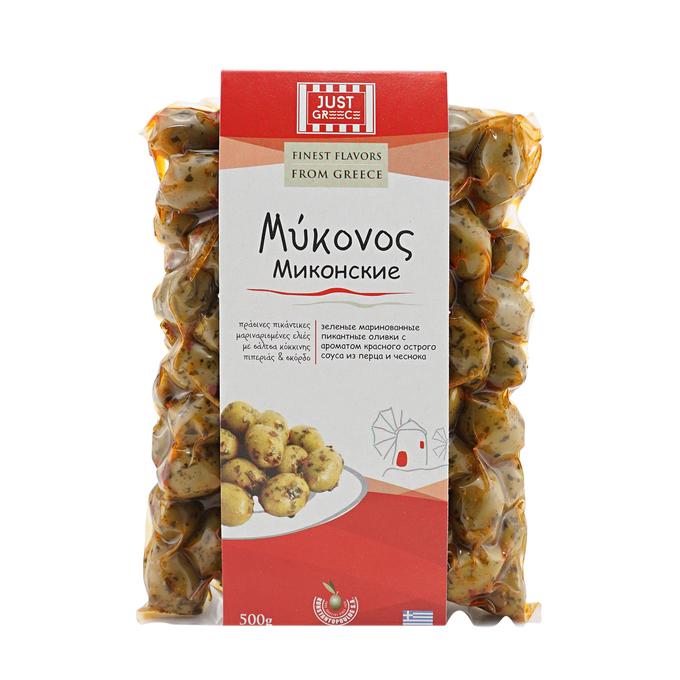 JUST
GREECE
FINEST FLAVORS
FROM GREECE
Μύκονος
Миконские
πράσινες πικάντικες
μαριναρισμένες ελιές
με σάλτσα κόκκινης
πιπεριάς & σκόρδο
зеленые маринованные
пикантные оливки с
ароматом красного острого
соуса из перца и чеснока
500g
KONSTANTOPOULOS S.A.